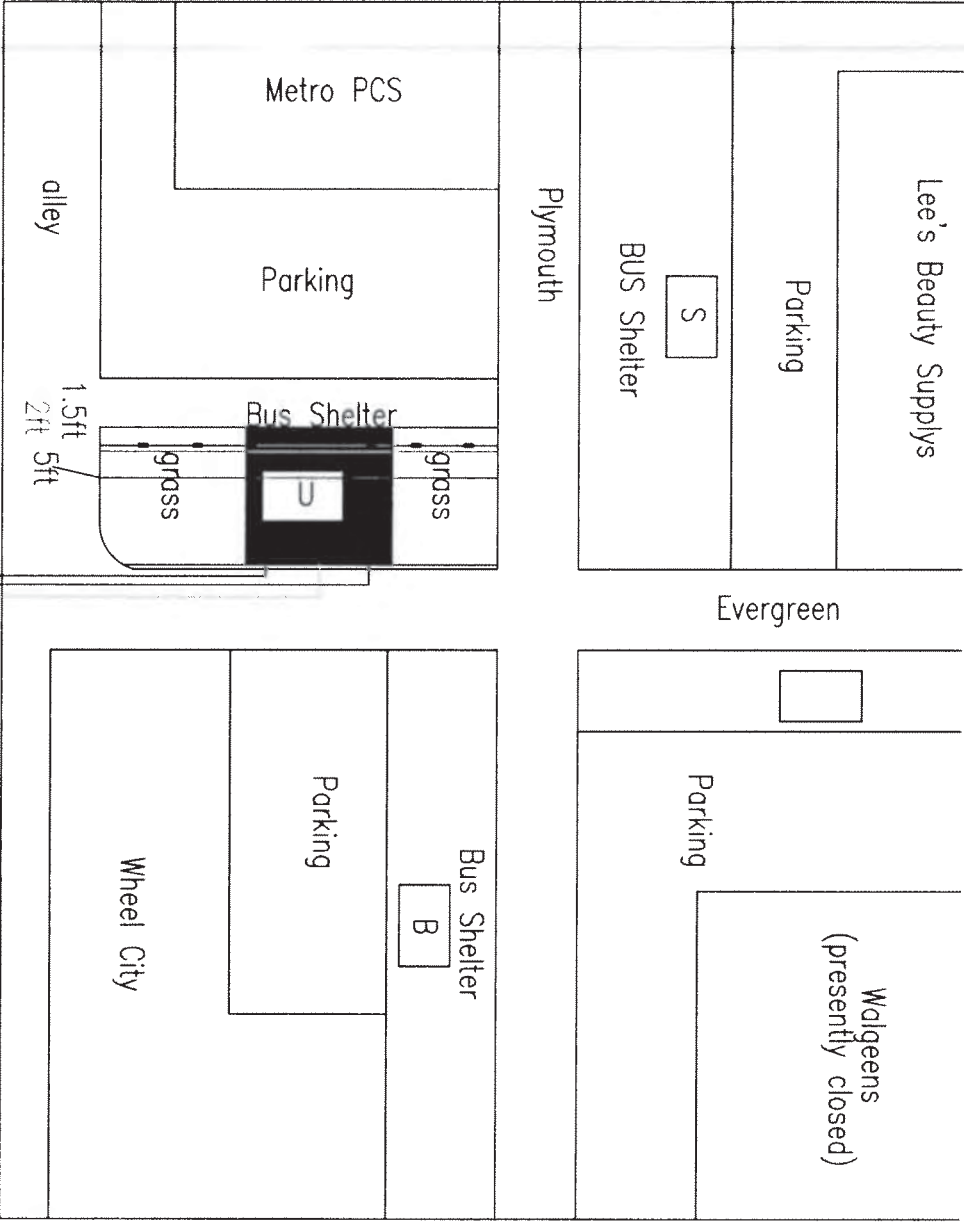 Metro PCS
Parking
alley
Plymouth
BUS Shelter
S
Parking
Lee's Beauty Supplys
1.5ft
2ft
5ft
Bus Shelter
grass
U
grass
Evergreen
Wheel City
Parking
Bus Shelter
B
Parking
Walgeens
(presently closed)